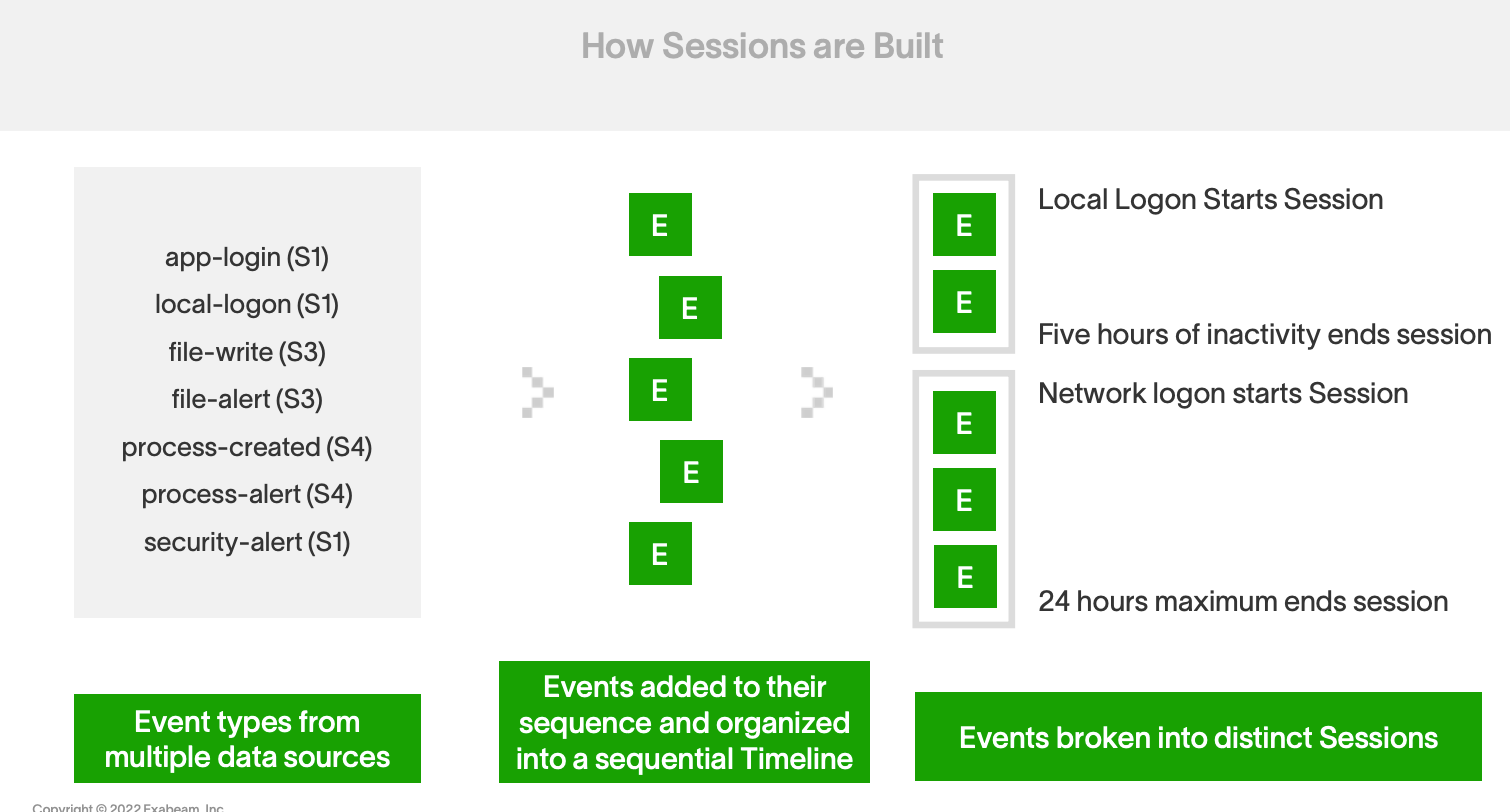 How Sessions are Built
app-login (S1)
local-logon (S1)
file-write (S3)
file-alert (S3)
process-created (S4)
process-alert (S4)
security-alert (S1)
Event types from
multiple data sources
E
E
E
E
E
Events added to their
sequence and organized
into a sequential Timeline
E
E
Local Logon Starts Session
Five hours of inactivity ends session
E
E
E
Network logon starts Session
24 hours maximum ends session
Events broken into distinct Sessions
Copyright © 2022 Exabeam, Inc